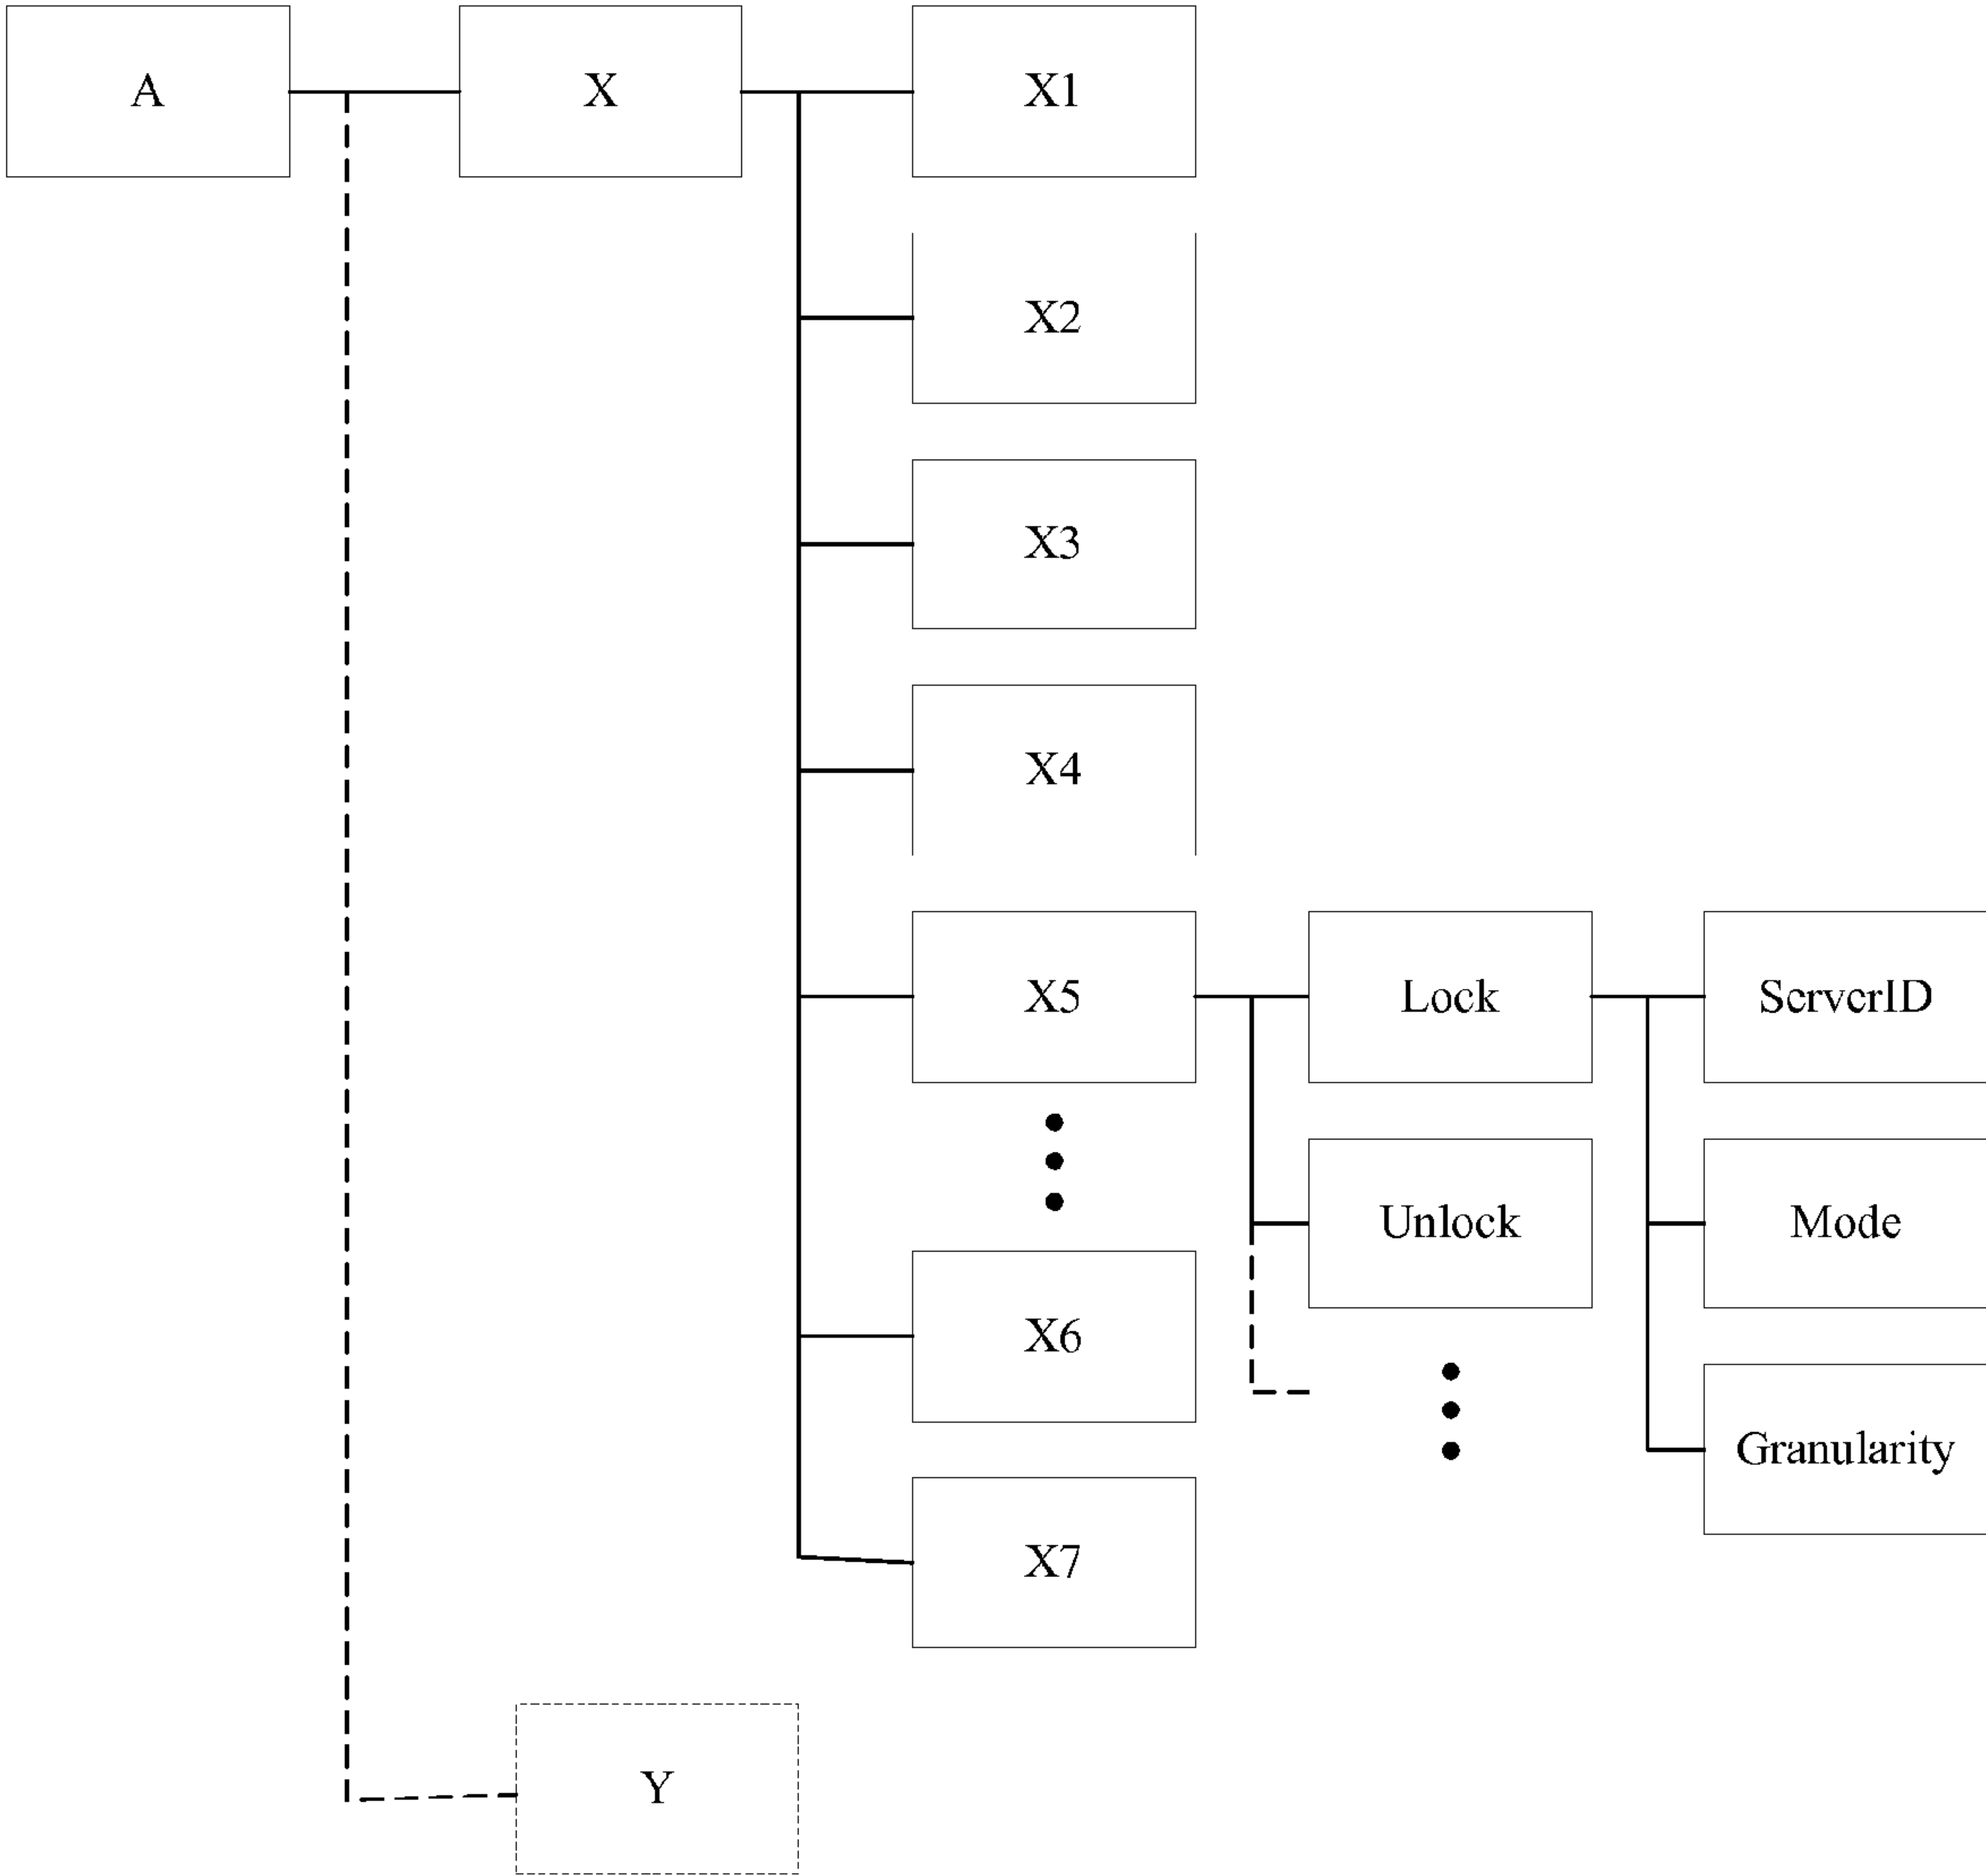 A
X
X1
X2
X3
X4
X5
Lock
ServerID
Unlock
Mode
X6
Granularity
X7
Y